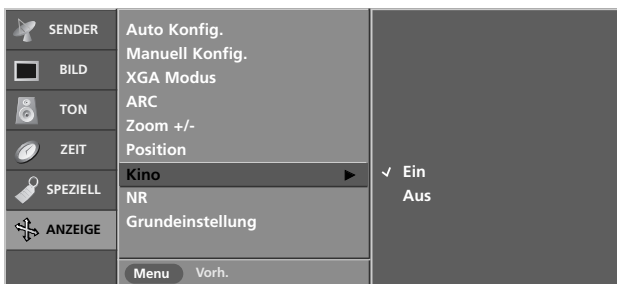 SENDER
BILD
TON
ZEIT
SPEZIELL
ANZEIGE
Auto Konfig.
Manuell Konfig.
XGA Modus
ARC
Zoom +/-
Position
Kino
NR
Grundeinstellung
Menu Vorh.
Ein
Aus